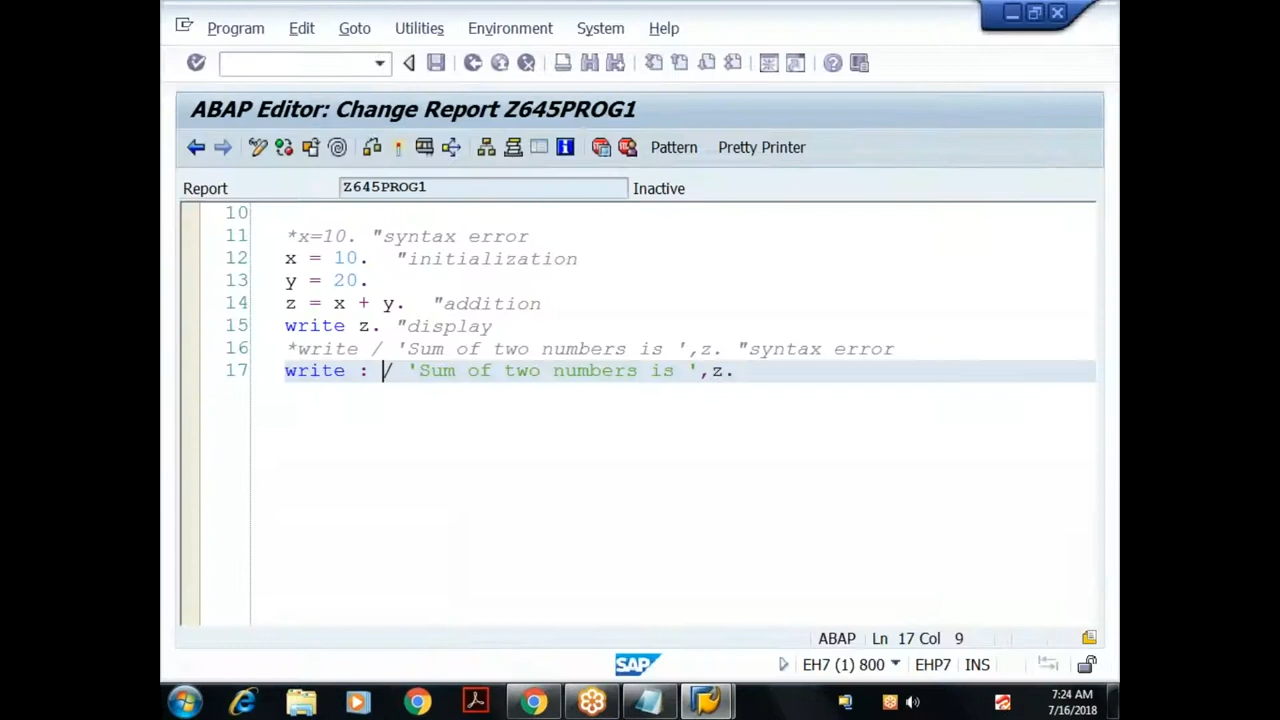 Program Edit Goto Utilities Environment System Help
ABAP Editor: Change Report Z645PROG1
Pattern Pretty Printer
Report Z645PROG1 Inactive
10
11 *x=10. "syntax error
12 x = 10. "initialization
13 y = 20.
14 z = x + y. "addition
15 write z. "display
16 *write / 'Sum of two numbers is ',z. "syntax error
17 write : / 'Sum of two numbers is ',z.
ABAP Ln 17 Col 9
SAP EH7 (1) 800 EHP7 INS
7:24 AM
7/16/2018